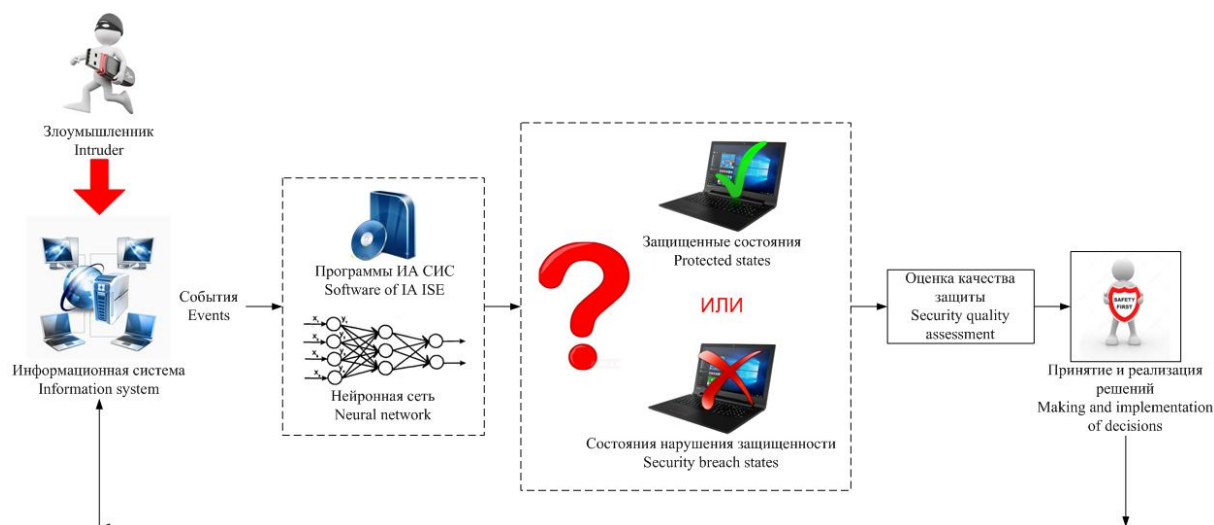 Злоумышленник
Intruder
Информационная система
Information system
События
Events
Программы ИА СИС
Software of IA ISE
Нейронная сеть
Neural network
Защищенные состояния
Protected states
ИЛИ
Состояния нарушения защищенности
Security breach states
Оценка качества
защиты
Security quality
assessment
SAFETY
FIRST
Принятие и реализация
решений
Making and implementation
of decisions